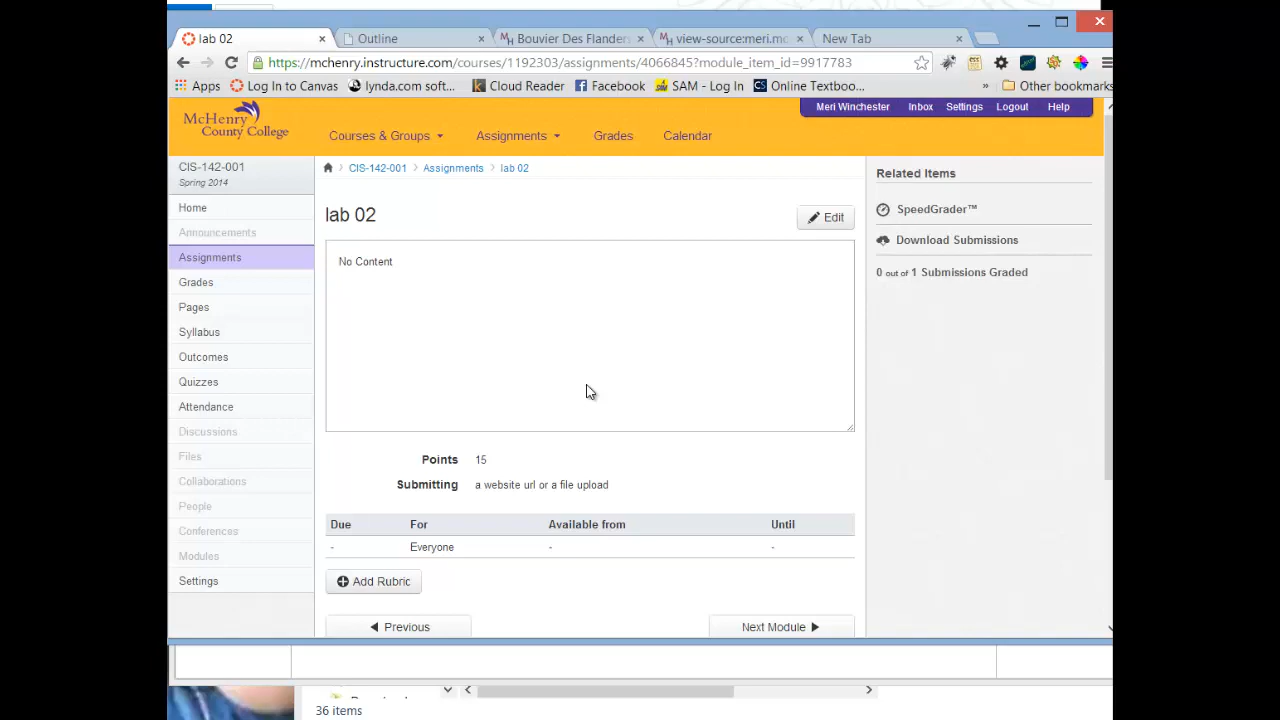 lab 02
Outline
Bouvier Des Flander
view-source:meri.mc
New Tab
https://mchenry.instructure.com/courses/1192303/assignments/4066845?module_item_id=9917783
Apps
Log In to Canvas
lynda.com soft...
Cloud Reader
Facebook
SAM - Log In
Online Textboo...
»
Other bookmarks
McHenry
County College
Meri Winchester
Inbox
Settings
Logout
Help
Courses & Groups
Assignments
Grades
Calendar
CIS-142-001
Spring 2014
Home
Announcements
Assignments
Grades
Pages
Syllabus
Outcomes
Quizzes
Attendance
Discussions
Files
Collaborations
People
Conferences
Modules
Settings
CIS-142-001
Assignments
lab 02
lab 02
Edit
No Content
Points 15
Submitting a website url or a file upload
Due For Available from Until
- Everyone - -
Add Rubric
Previous
Next Module
Related Items
SpeedGrader™
Download Submissions
0 out of 1 Submissions Graded
36 items